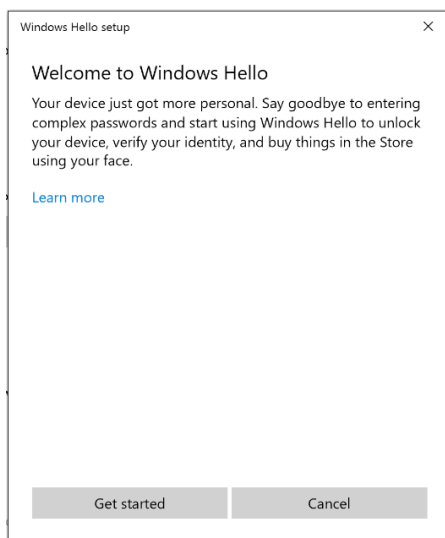 Windows Hello setup
Welcome to Windows Hello
Your device just got more personal. Say goodbye to entering
complex passwords and start using Windows Hello to unlock
your device, verify your identity, and buy things in the Store
using your face.
Learn more
Get started
Cancel